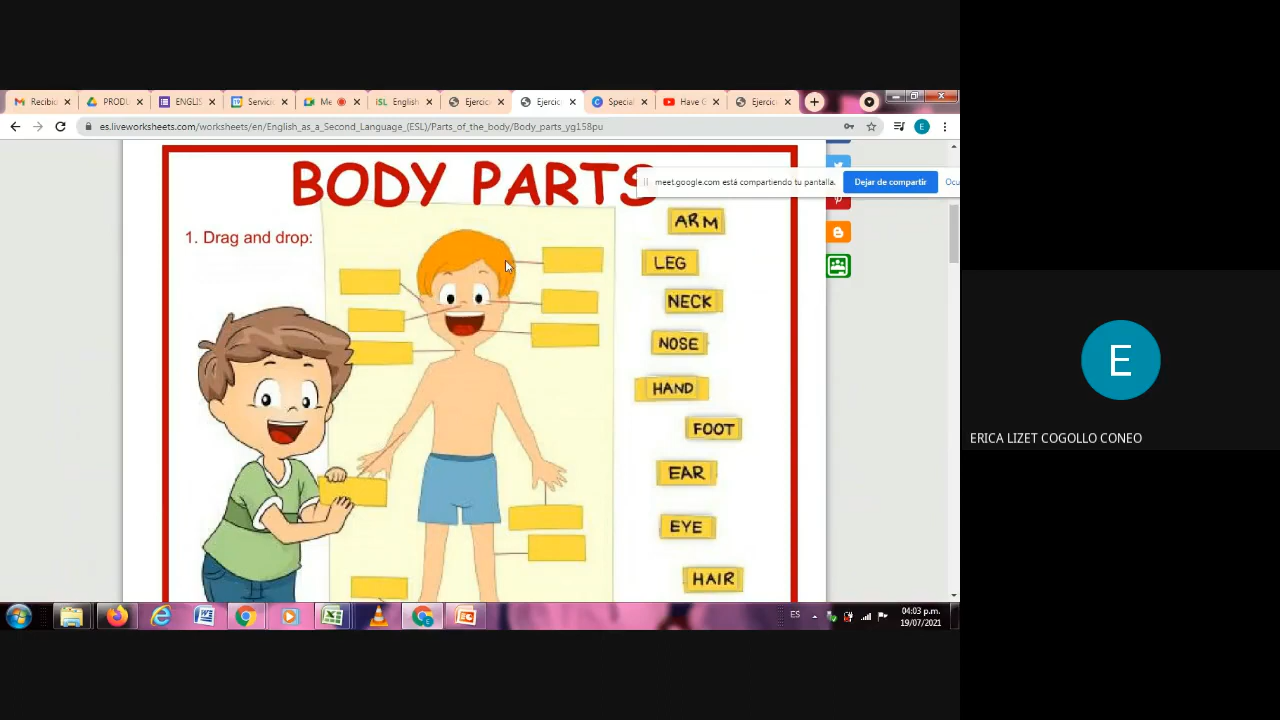 Recibid
PRODU
ENGLIS
Servicio
Me
iSL English
Ejercic
Ejercic
Special
Have G
Ejercic
es.liveworksheets.com/worksheets/en/English_as_a_Second_Language_(ESL)/Parts_of_the_body/Body_parts_yg158pu
E
BODY PARTS
meet.google.com está compartiendo tu pantalla.
Dejar de compartir
Ocu
1. Drag and drop:
ARM
LEG
NECK
NOSE
HAND
FOOT
EAR
EYE
HAIR
E
ERICA LIZET COGOLLO CONEO
ES
04:03 p.m.
19/07/2021